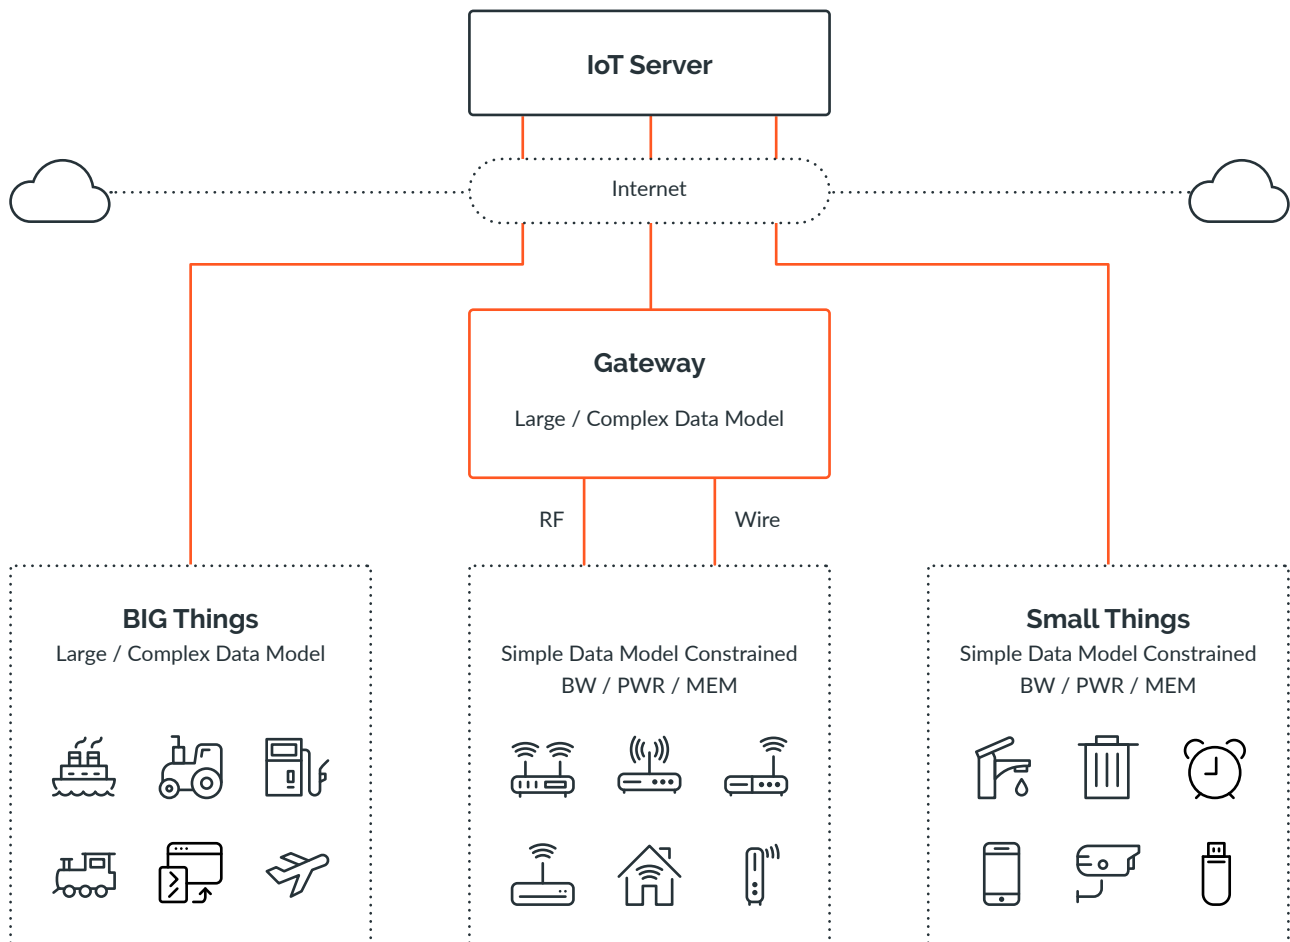 IoT Server
Internet
Gateway
Large / Complex Data Model
RF
Wire
BIG Things
Large / Complex Data Model
Simple Data Model Constrained
BW / PWR / MEM
Small Things
Simple Data Model Constrained
BW / PWR / MEM